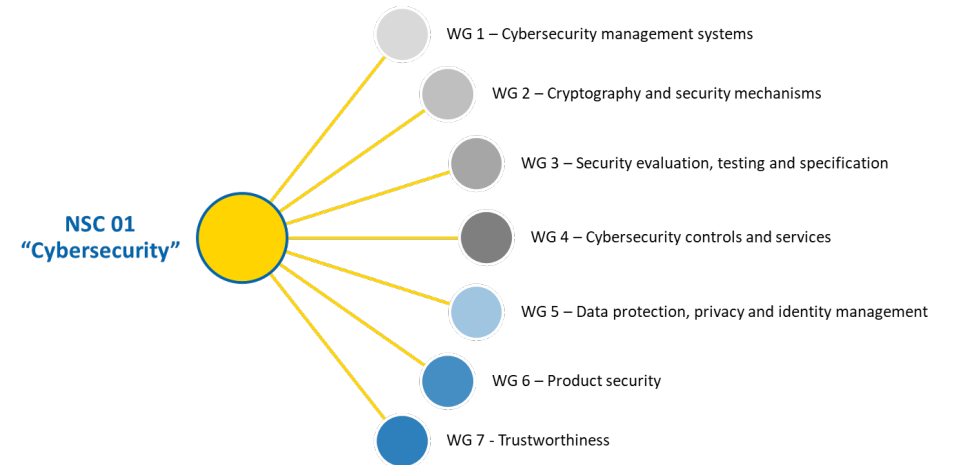 NSC 01
“Cybersecurity”
WG 1 – Cybersecurity management systems
WG 2 – Cryptography and security mechanisms
WG 3 – Security evaluation, testing and specification
WG 4 – Cybersecurity controls and services
WG 5 – Data protection, privacy and identity management
WG 6 – Product security
WG 7 - Trustworthiness